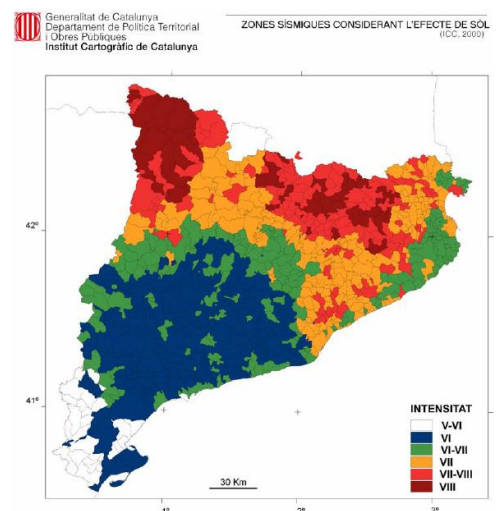 Generalitat de Catalunya
Departament de Política Territorial
i Obres Públiques
Institut Cartogràfic de Catalunya
ZONES SÍSMIQUES CONSIDERANT L'EFECTE DE SÒL
(ICC, 2000)
42°
41°
INTENSITAT
V-VI
VI
VI-VII
VII
VII-VIII
VIII
30 Km